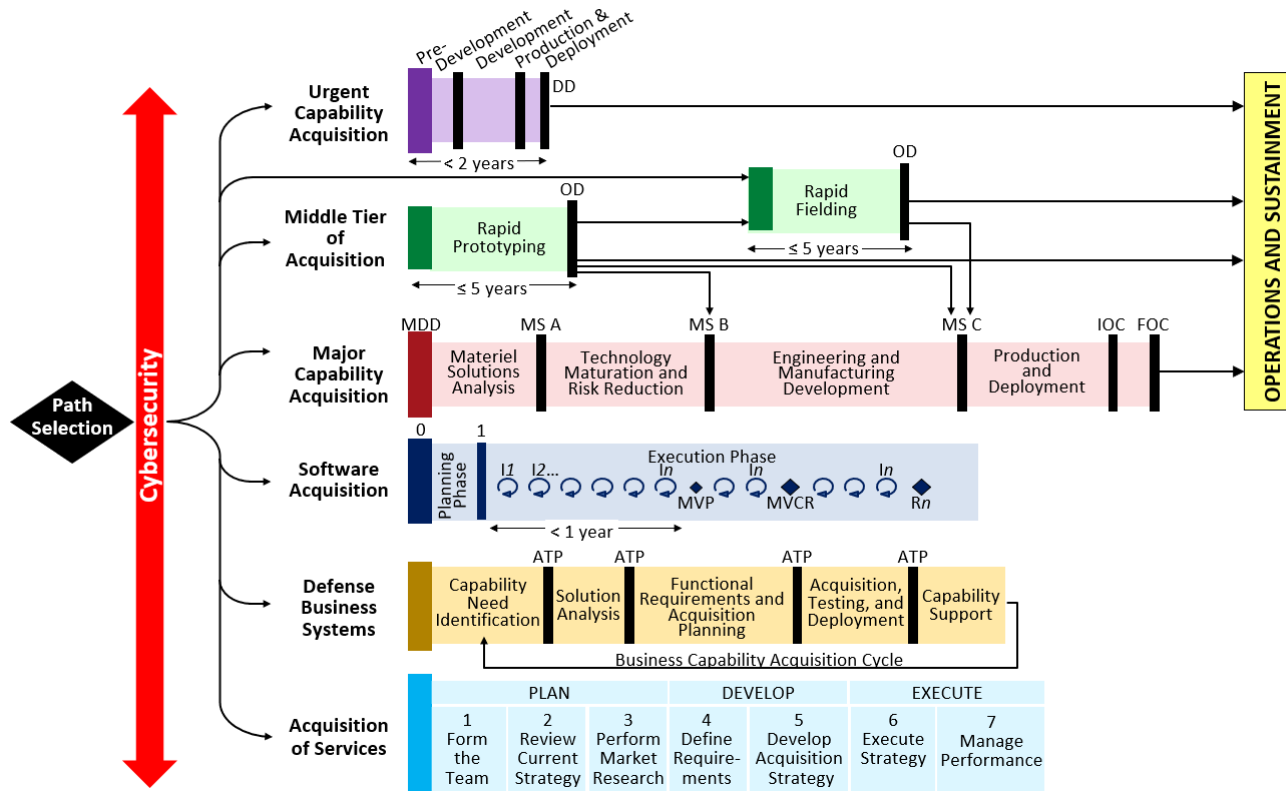 Pre-
Development
Development
Production &
Deployment
DD
Urgent
Capability
Acquisition
< 2 years
OD
Rapid
Fielding
≤ 5 years
OD
Middle Tier
of
Acquisition
Rapid
Prototyping
≤ 5 years
MDD
MS A
MS B
MS C
IOC
FOC
Major
Capability
Acquisition
Materiel
Solutions
Analysis
Technology
Maturation and
Risk Reduction
Engineering and
Manufacturing
Development
Production
and
Deployment
OPERATIONS AND SUSTAINMENT
Path
Selection
Cybersecurity
0
1
Software
Acquisition
Planning
Phase
Execution Phase
I1
I2...
In
In
In
MVP
MVCR
Rn
< 1 year
ATP
ATP
ATP
ATP
Defense
Business
Systems
Capability
Need
Identification
Solution
Analysis
Functional
Requirements and
Acquisition
Planning
Acquisition,
Testing, and
Deployment
Capability
Support
Business Capability Acquisition Cycle
Acquisition
of Services
PLAN
DEVELOP
EXECUTE
1
Form
the
Team
2
Review
Current
Strategy
3
Perform
Market
Research
4
Define
Require-
ments
5
Develop
Acquisition
Strategy
6
Execute
Strategy
7
Manage
Performance